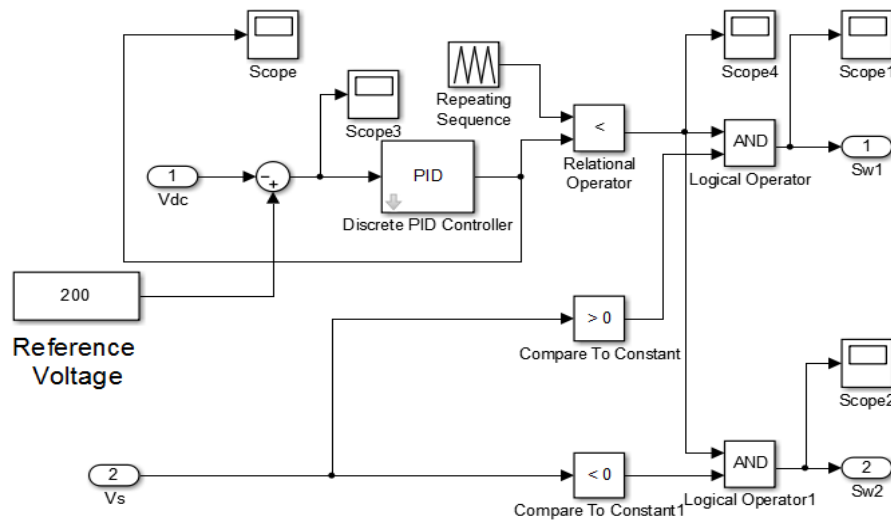 Scope
Scope4
Scope1
Repeating
Sequence
Scope3
<
Relational
Operator
AND
Logical Operator
1
Sw1
1
Vdc
-
+
PID
Discrete PID Controller
200
Reference
Voltage
> 0
Compare To Constant
Scope2
2
Vs
< 0
Compare To Constant1
AND
Logical Operator1
2
Sw2